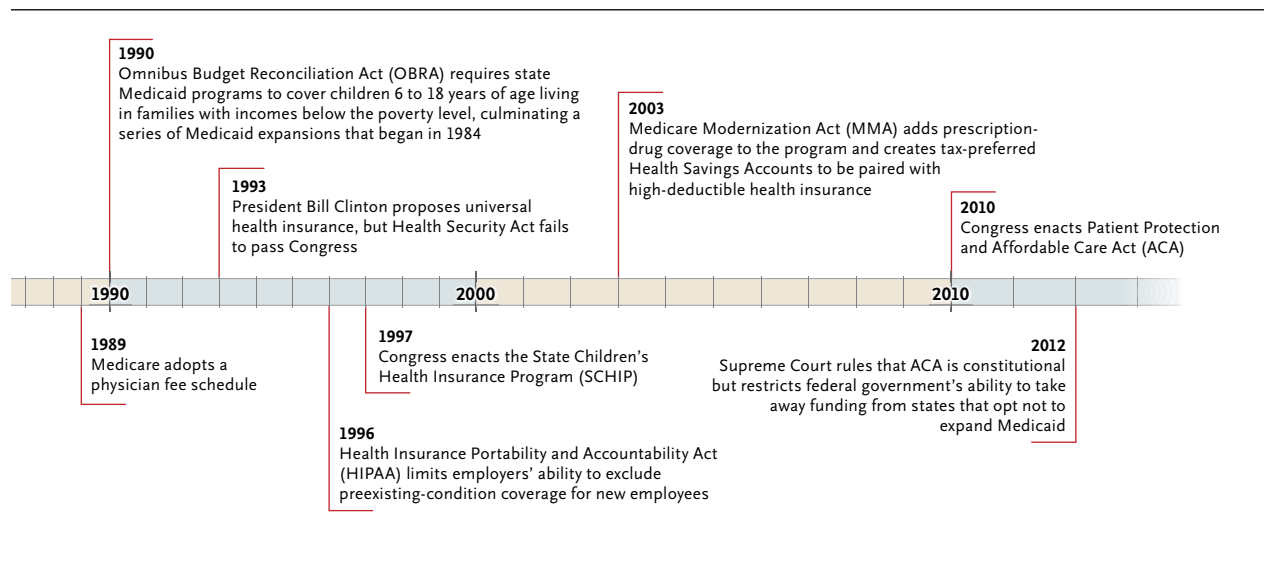 1990
Omnibus Budget Reconciliation Act (OBRA) requires state
Medicaid programs to cover children 6 to 18 years of age living
in families with incomes below the poverty level, culminating a
series of Medicaid expansions that began in 1984
1993
President Bill Clinton proposes universal
health insurance, but Health Security Act fails
to pass Congress
2003
Medicare Modernization Act (MMA) adds prescription-
drug coverage to the program and creates tax-preferred
Health Savings Accounts to be paired with
high-deductible health insurance
2010
Congress enacts Patient Protection
and Affordable Care Act (ACA)
1990
2000
2010
1989
Medicare adopts a
physician fee schedule
1997
Congress enacts the State Children’s
Health Insurance Program (SCHIP)
1996
Health Insurance Portability and Accountability Act
(HIPAA) limits employers’ ability to exclude
preexisting-condition coverage for new employees
2012
Supreme Court rules that ACA is constitutional
but restricts federal government’s ability to take
away funding from states that opt not to
expand Medicaid